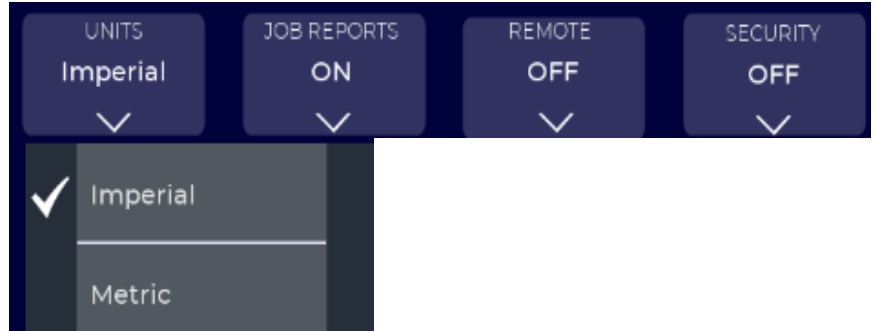 UNITS JOB REPORTS REMOTE SECURITY
Imperial ON OFF OFF
Imperial
Metric